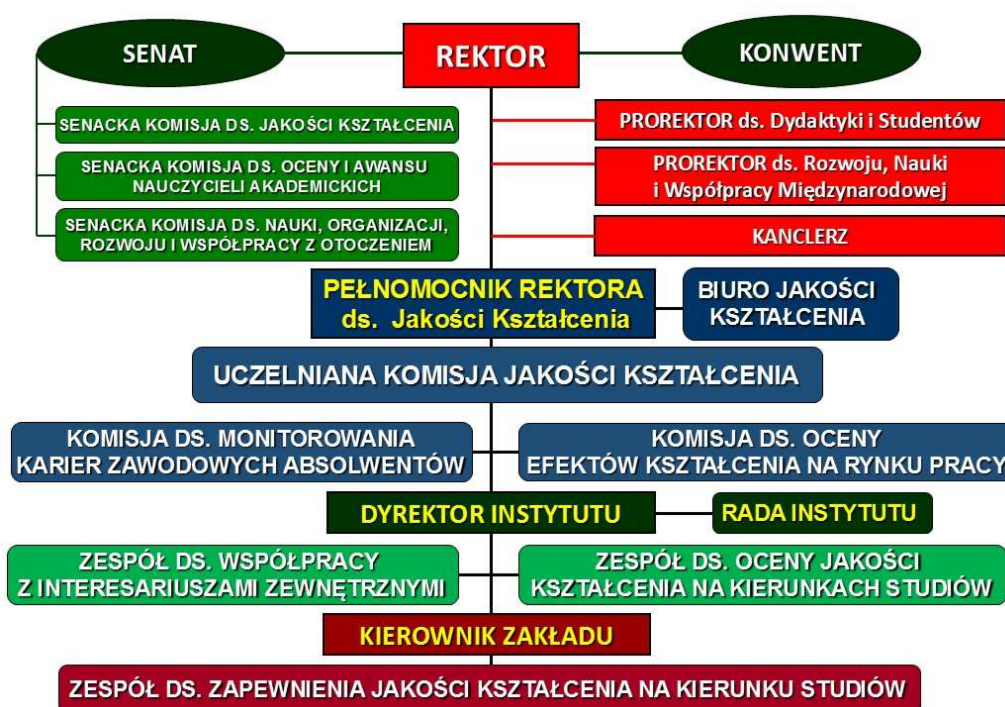 SENAT
REKTOR
KONWENT
SENACKA KOMISJA DS. JAKOŚCI KSZTAŁCENIA
SENACKA KOMISJA DS. OCENY I AWANSU
NAUCZYCIELI AKADEMICKICH
SENACKA KOMISJA DS. NAUKI, ORGANIZACJI,
ROZWOJU I WSPÓŁPRACY Z OTOCZENIEM
PROREKTOR ds. Dydaktyki i Studentów
PROREKTOR ds. Rozwoju, Nauki
i Współpracy Międzynarodowej
KANCLERZ
PEŁNOMOCNIK REKTORA
ds. Jakości Kształcenia
BIURO JAKOŚCI
KSZTAŁCENIA
UCZELNIANA KOMISJA JAKOŚCI KSZTAŁCENIA
KOMISJA DS. MONITOROWANIA
KARIER ZAWODOWYCH ABSOLWENTÓW
KOMISJA DS. OCENY
EFEKTÓW KSZTAŁCENIA NA RYNKU PRACY
DYREKTOR INSTYTUTU
RADA INSTYTUTU
ZESPÓŁ DS. WSPÓŁPRACY
Z INTERESARIUSZAMI ZEWNĘTRZNYMI
ZESPÓŁ DS. OCENY JAKOŚCI
KSZTAŁCENIA NA KIERUNKACH STUDIÓW
KIEROWNIK ZAKŁADU
ZESPÓŁ DS. ZAPEWNIENIA JAKOŚCI KSZTAŁCENIA NA KIERUNKU STUDIÓW